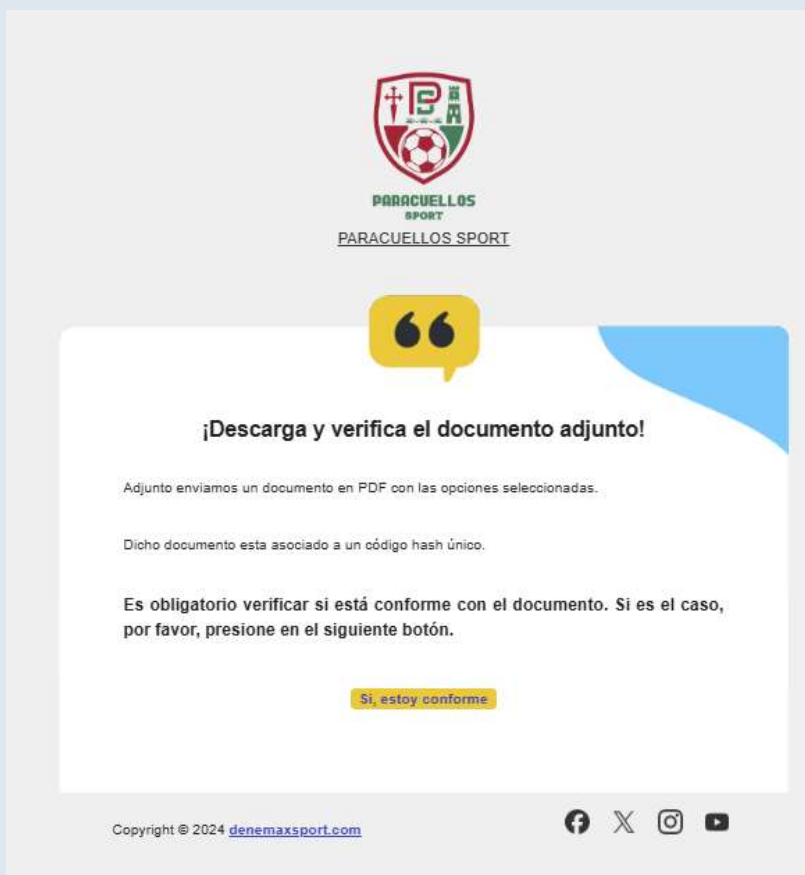 PS
PARACUELLOS
SPORT
PARACUELLOS SPORT
¡Descarga y verifica el documento adjunto!
Adjunto enviamos un documento en PDF con las opciones seleccionadas.
Dicho documento esta asociado a un código hash único.
Es obligatorio verificar si está conforme con el documento. Si es el caso,
por favor, presione en el siguiente botón.
Si, estoy conforme
Copyright © 2024 denemaxsport.com